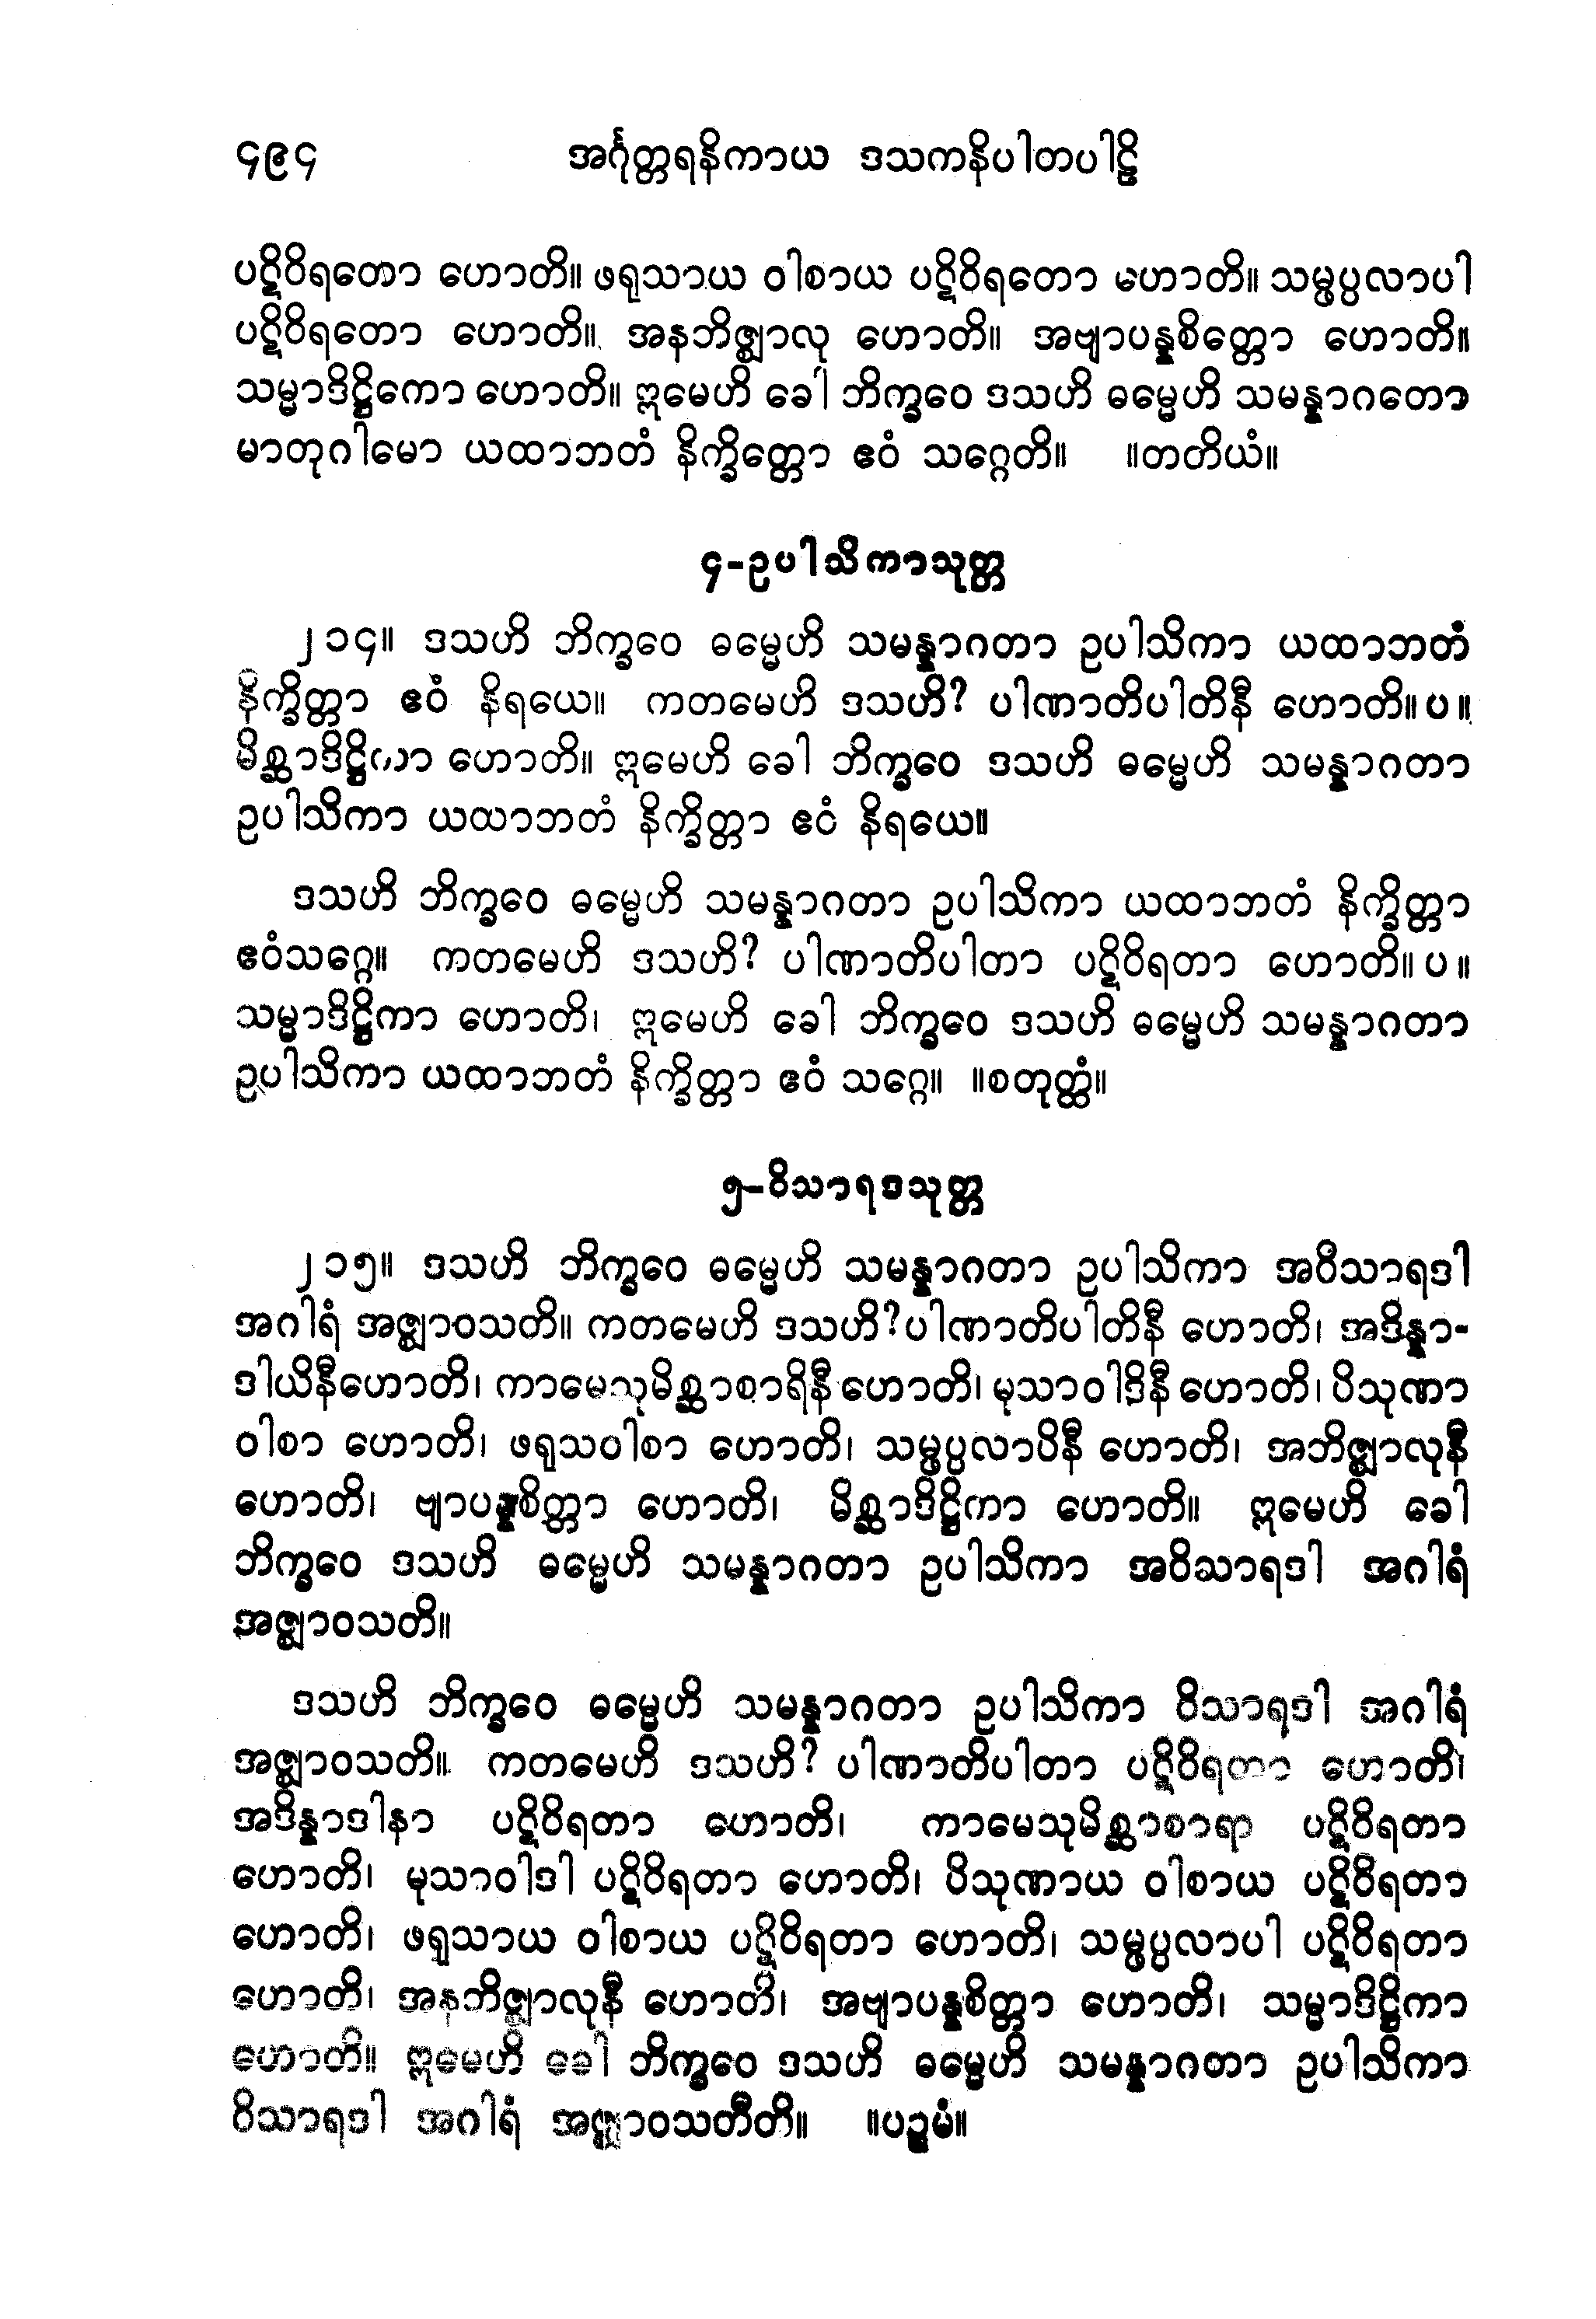 ၄၉၄ အင်္ဂုတ္တရနိကာယ ဒသကနိပါတပါဠိ
ပဋိဝိရတော ဟောတိ။ ဖရုသာယ ဝါစာယ ပဋိဝိရတော ဟောတိ။ သမ္ဖပ္ပလာပါ
ပဋိဝိရတော ဟောတိ။ အနဘိဇ္ဈာလု ဟောတိ။ အဗျာပန္နစိတ္တော ဟောတိ။
သမ္မာဒိဋ္ဌိကော ဟောတိ။ ဣမေဟိ ခေါ ဘိက္ခဝေ ဒသဟိ ဓမ္မေဟိ သမန္နာဂတော
မာတုဂါမော ယထာဘတံ နိက္ခိတ္တော ဧဝံ သဂ္ဂေတိ။ ။တတိယံ။
၄-ဥပါသိကာသုတ္တ
၂၁၄။ ဒသဟိ ဘိက္ခဝေ ဓမ္မေဟိ သမန္နာဂတာ ဥပါသိကာ ယထာဘတံ
နိက္ခိတ္တာ ဧဝံ နိရယေ။ ကတမေဟိ ဒသဟိ? ပါဏာတိပါတိနီ ဟောတိ။ပ။
မိစ္ဆာဒိဋ္ဌိကာ ဟောတိ။ ဣမေဟိ ခေါ ဘိက္ခဝေ ဒသဟိ ဓမ္မေဟိ သမန္နာဂတာ
ဥပါသိကာ ယထာဘတံ နိက္ခိတ္တာ ဧဝံ နိရယေ။
ဒသဟိ ဘိက္ခဝေ ဓမ္မေဟိ သမန္နာဂတာ ဥပါသိကာ ယထာဘတံ နိက္ခိတ္တာ
ဧဝံသဂ္ဂေ။ ကတမေဟိ ဒသဟိ? ပါဏာတိပါတာ ပဋိဝိရတာ ဟောတိ။ပ။
သမ္မာဒိဋ္ဌိကာ ဟောတိ၊ ဣမေဟိ ခေါ ဘိက္ခဝေ ဒသဟိ ဓမ္မေဟိ သမန္နာဂတာ
ဥပါသိကာ ယထာဘတံ နိက္ခိတ္တာ ဧဝံ သဂ္ဂေ။ ။စတုတ္ထံ။
၅-ဝိသာရဒသုတ္တ
၂၁၅။ ဒသဟိ ဘိက္ခဝေ ဓမ္မေဟိ သမန္နာဂတာ ဥပါသိကာ အဝိသာရဒါ
အဂါရံ အဇ္ဈာဝသတိ။ ကတမေဟိ ဒသဟိ?ပါဏာတိပါတိနီ ဟောတိ၊ အဒိန္နာ-
ဒါယိနီဟောတိ၊ ကာမေသုမိစ္ဆာစာရိနီ ဟောတိ၊ မုသာဝါဒိနီ ဟောတိ၊ ပိသုဏာ
ဝါစာ ဟောတိ၊ ဖရုသဝါစာ ဟောတိ၊ သမ္ဖပ္ပလာပိနီ ဟောတိ၊ အဘိဇ္ဈာလုနီ
ဟောတိ၊ ဗျာပန္နစိတ္တာ ဟောတိ၊ မိစ္ဆာဒိဋ္ဌိကာ ဟောတိ။ ဣမေဟိ ခေါ
ဘိက္ခဝေ ဒသဟိ ဓမ္မေဟိ သမန္နာဂတာ ဥပါသိကာ အဝိသာရဒါ အဂါရံ
အဇ္ဈာဝသတိ။
ဒသဟိ ဘိက္ခဝေ ဓမ္မေဟိ သမန္နာဂတာ ဥပါသိကာ ဝိသာရဒါ အဂါရံ
အဇ္ဈာဝသတိ။ ကတမေဟိ ဒသဟိ? ပါဏာတိပါတာ ပဋိဝိရတာ ဟောတိ၊
အဒိန္နာဒါနာ ပဋိဝိရတာ ဟောတိ၊ ကာမေသုမိစ္ဆာစာရာ ပဋိဝိရတာ
ဟောတိ၊ မုသာဝါဒါ ပဋိဝိရတာ ဟောတိ၊ ပိသုဏာယ ဝါစာယ ပဋိဝိရတာ
ဟောတိ၊ ဖရုသာယ ဝါစာယ ပဋိဝိရတာ ဟောတိ၊ သမ္ဖပ္ပလာပါ ပဋိဝိရတာ
ဟောတိ၊ အနဘိဇ္ဈာလုနီ ဟောတိ၊ အဗျာပန္နစိတ္တာ ဟောတိ၊ သမ္မာဒိဋ္ဌိကာ
ဟောတိ။ ဣမေဟိ ခေါ ဘိက္ခဝေ ဒသဟိ ဓမ္မေဟိ သမန္နာဂတာ ဥပါသိကာ
ဝိသာရဒါ အဂါရံ အဇ္ဈာဝသတီတိ။ ။ပဉ္စမံ။